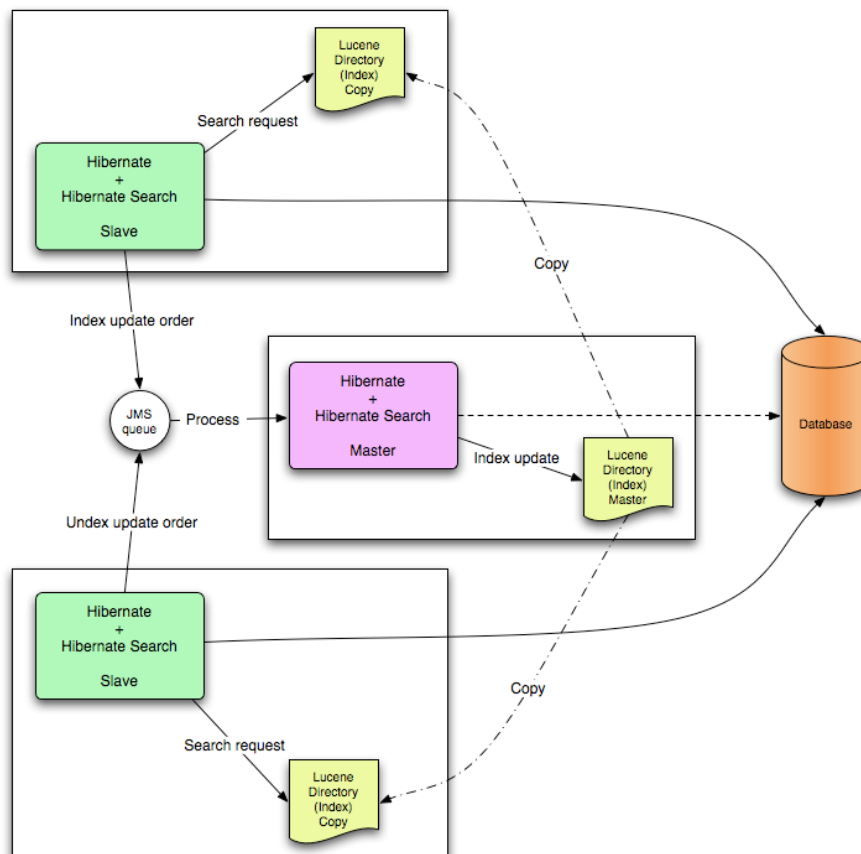 Lucene
Directory
(Index)
Copy
Search request
Hibernate
+
Hibernate Search
Slave
Copy
Index update order
Hibernate
+
Hibernate Search
Master
JMS
queue
Process
Database
Index update
Lucene
Directory
(Index)
Master
Undex update order
Hibernate
+
Hibernate Search
Slave
Copy
Search request
Lucene
Directory
(Index)
Copy